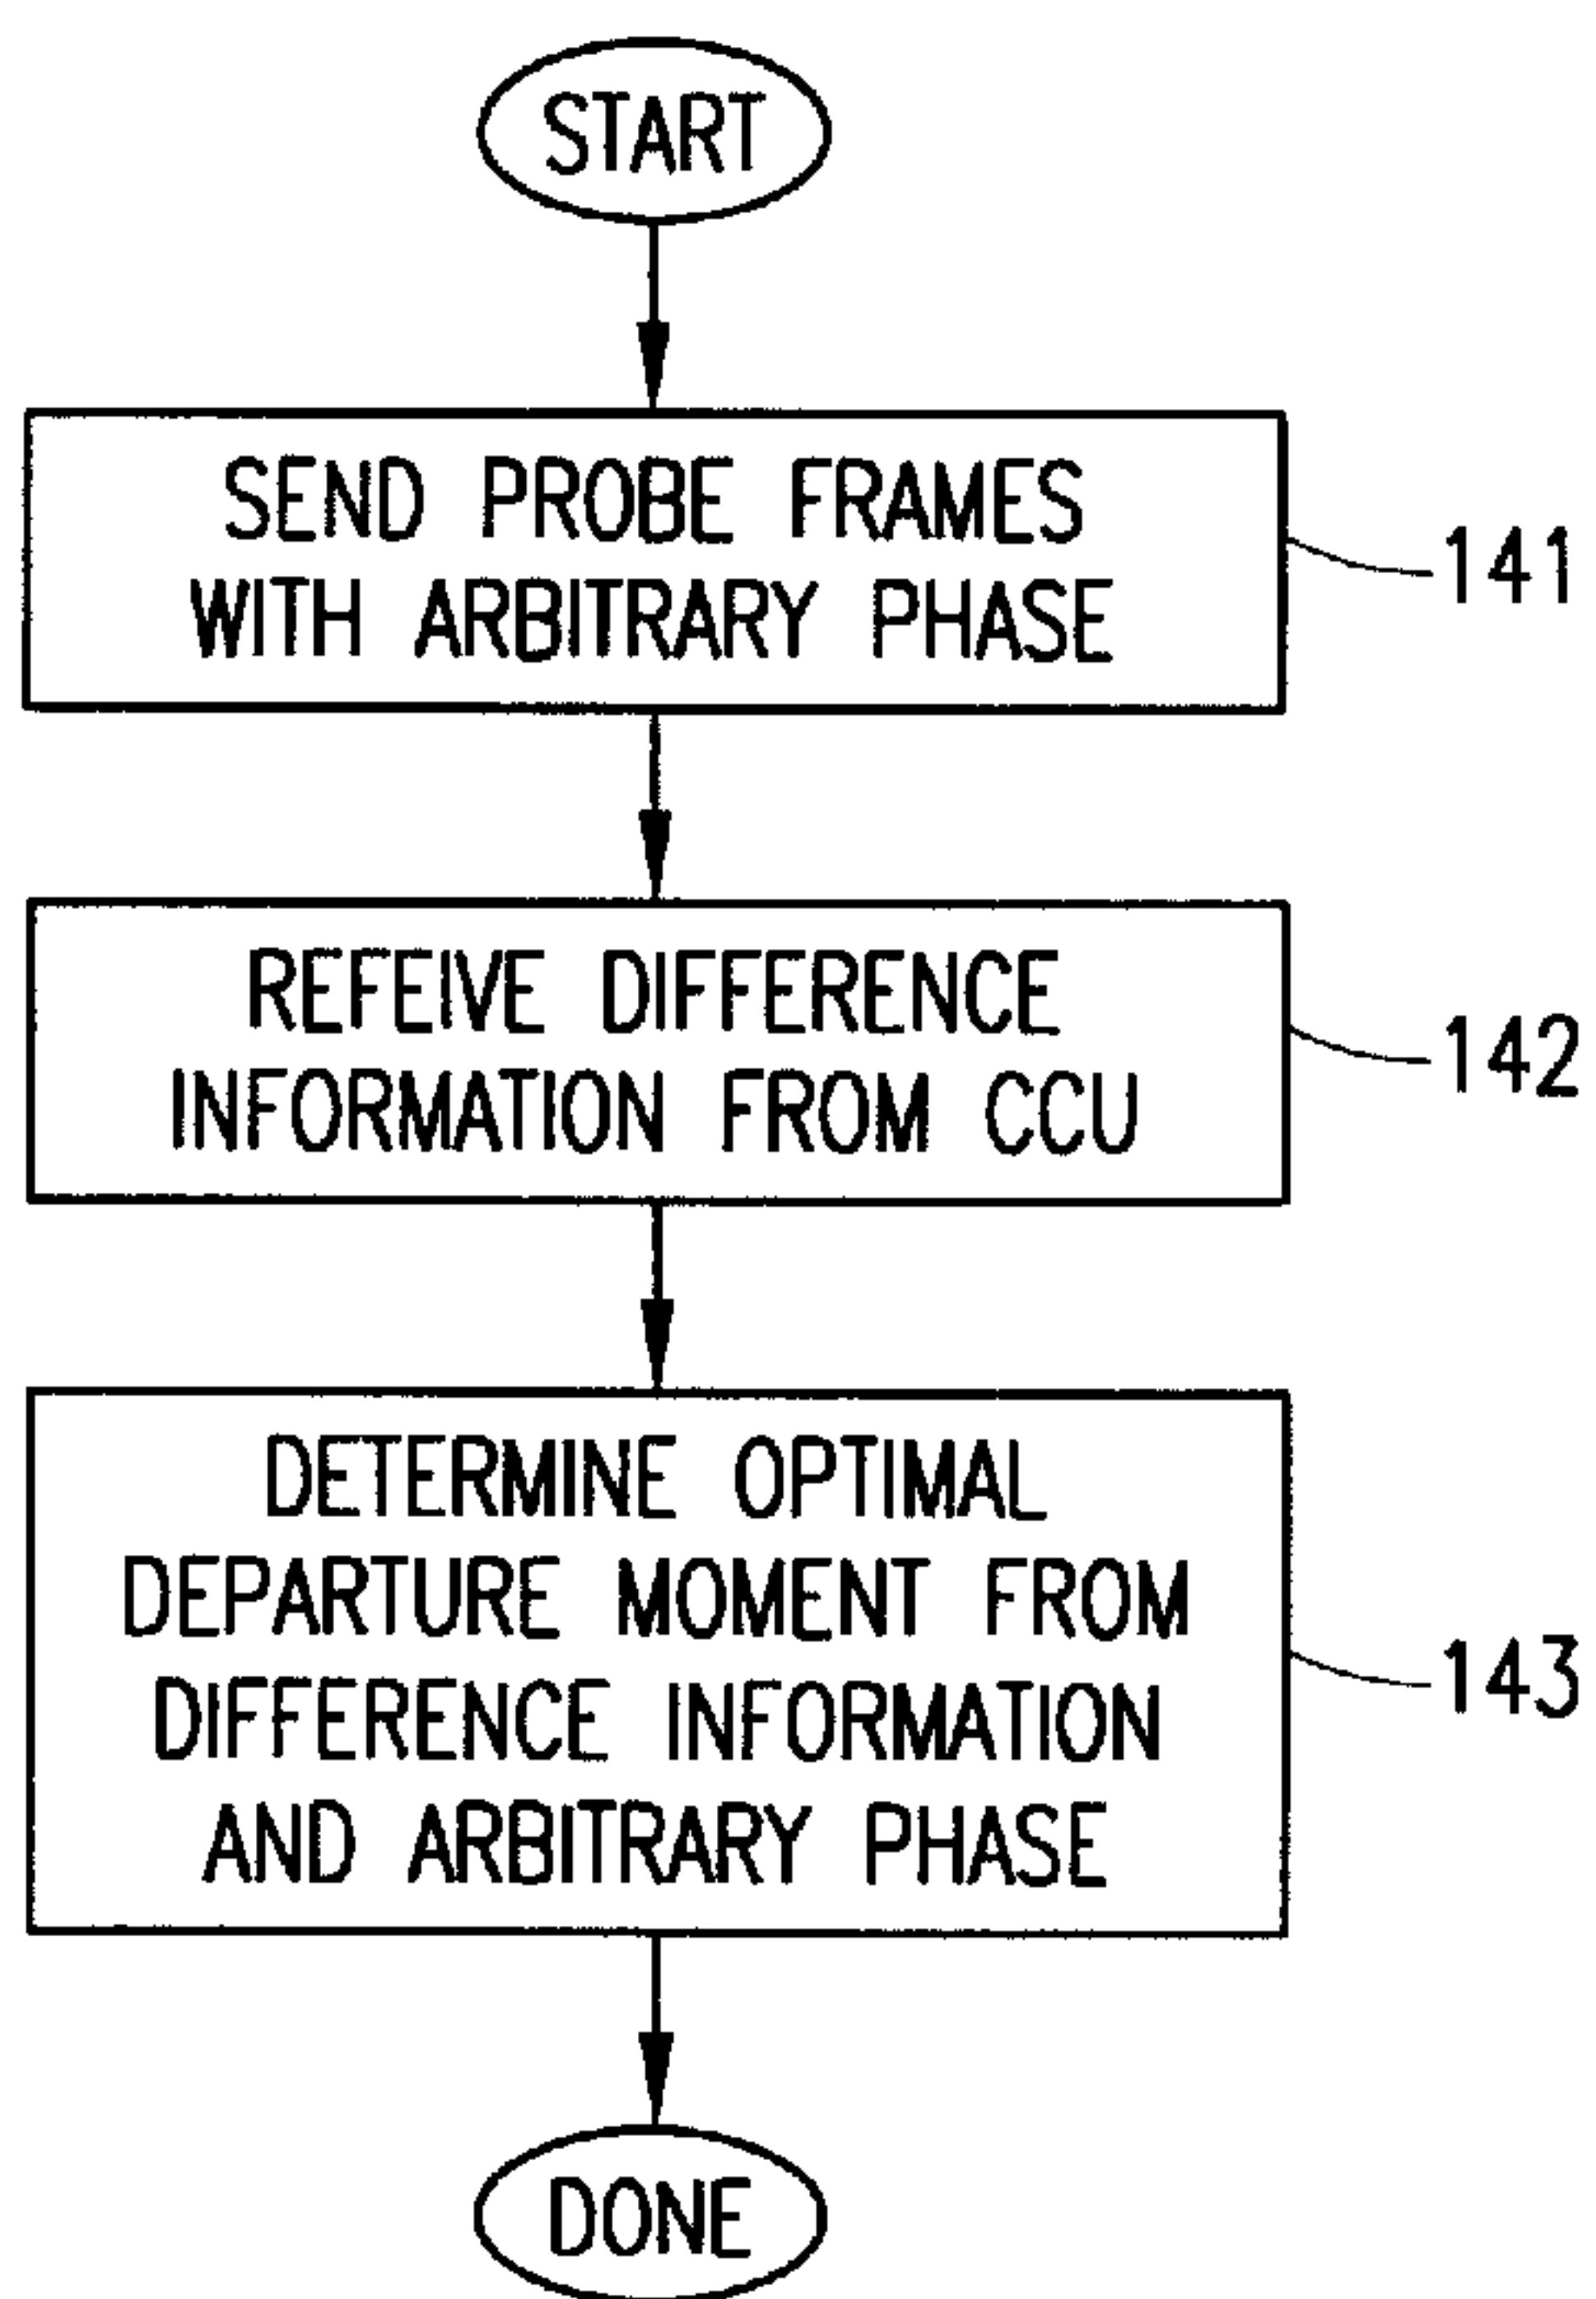 START
SEND PROBE FRAMES
WITH ARBITRARY PHASE
141
REFEIVE DIFFERENCE
INFORMATION FROM CCU
142
DETERMINE OPTIMAL
DEPARTURE MOMENT FROM
DIFFERENCE INFORMATION
AND ARBITRARY PHASE
143
DONE